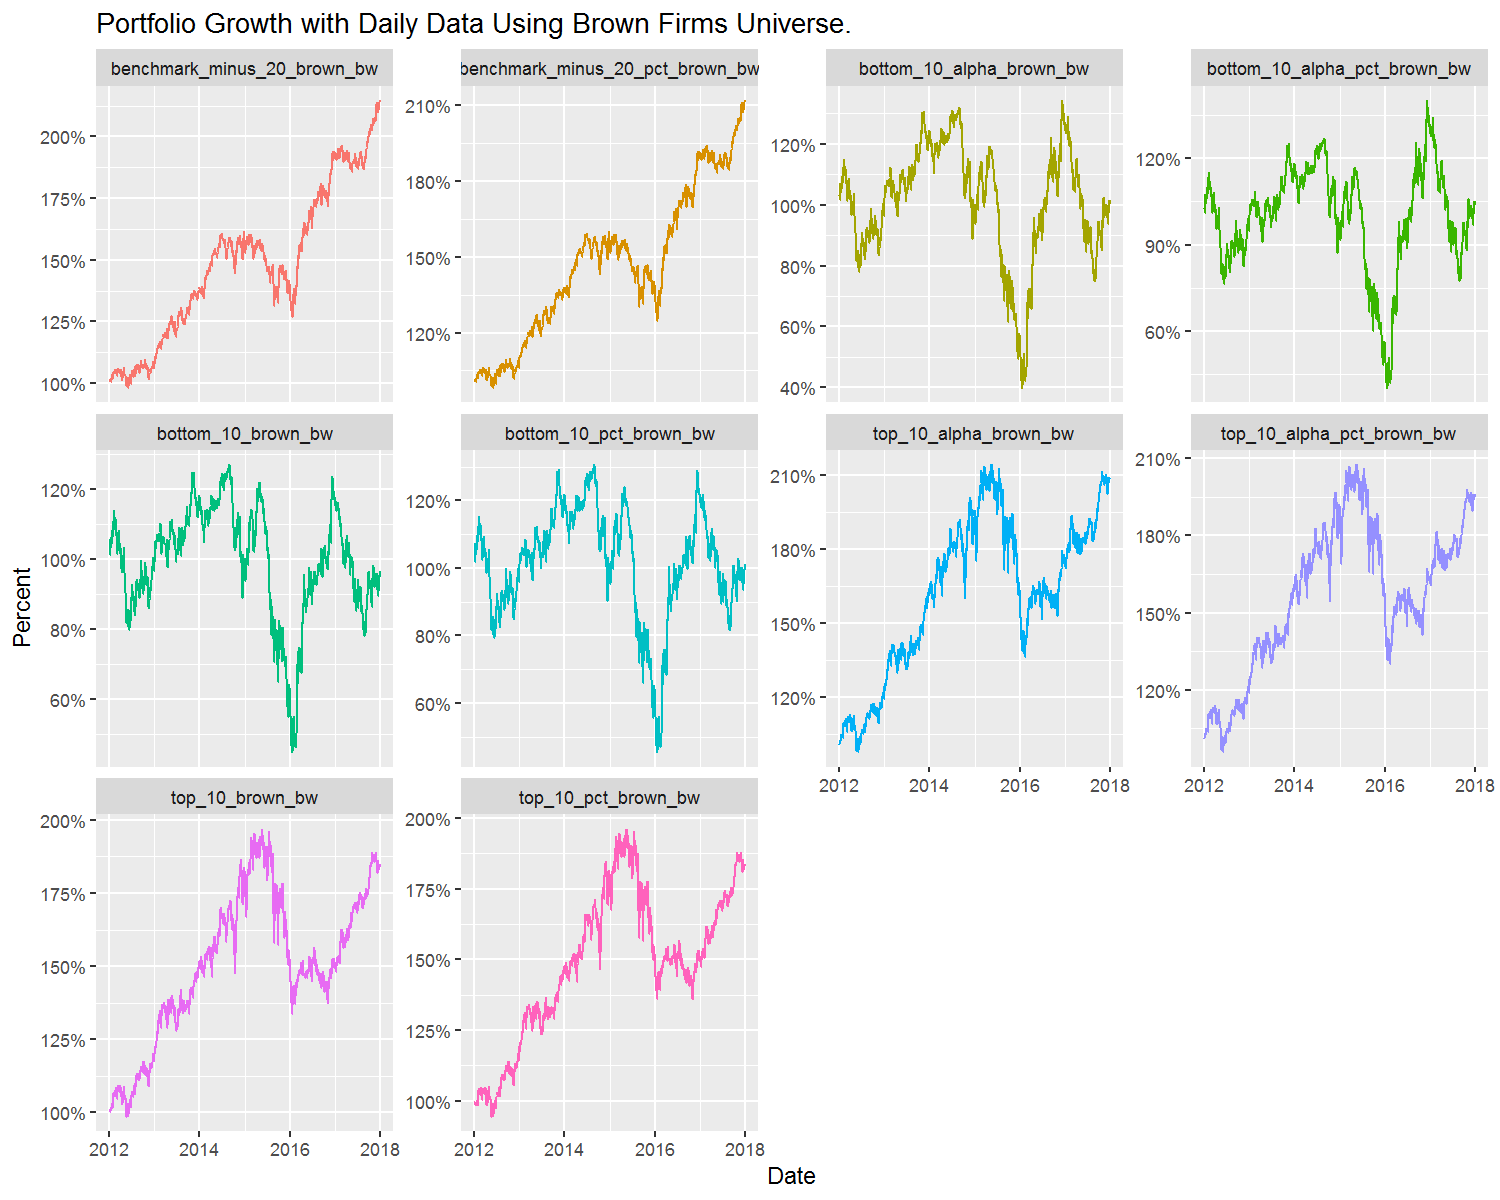 Portfolio Growth with Daily Data Using Brown Firms Universe.
benchmark_minus_20_brown_bw
benchmark_minus_20_pct_brown_bw
bottom_10_alpha_brown_bw
bottom_10_alpha_pct_brown_bw
200%
175%
150%
125%
100%
210%
180%
150%
120%
120%
100%
80%
60%
40%
120%
90%
60%
bottom_10_brown_bw
bottom_10_pct_brown_bw
top_10_alpha_brown_bw
top_10_alpha_pct_brown_bw
120%
100%
80%
60%
120%
100%
80%
60%
210%
180%
150%
120%
210%
180%
150%
120%
2012 2014 2016 2018
2012 2014 2016 2018
top_10_brown_bw
top_10_pct_brown_bw
200%
175%
150%
125%
100%
200%
175%
150%
125%
100%
2012 2014 2016 2018
2012 2014 2016 2018
Percent
Date